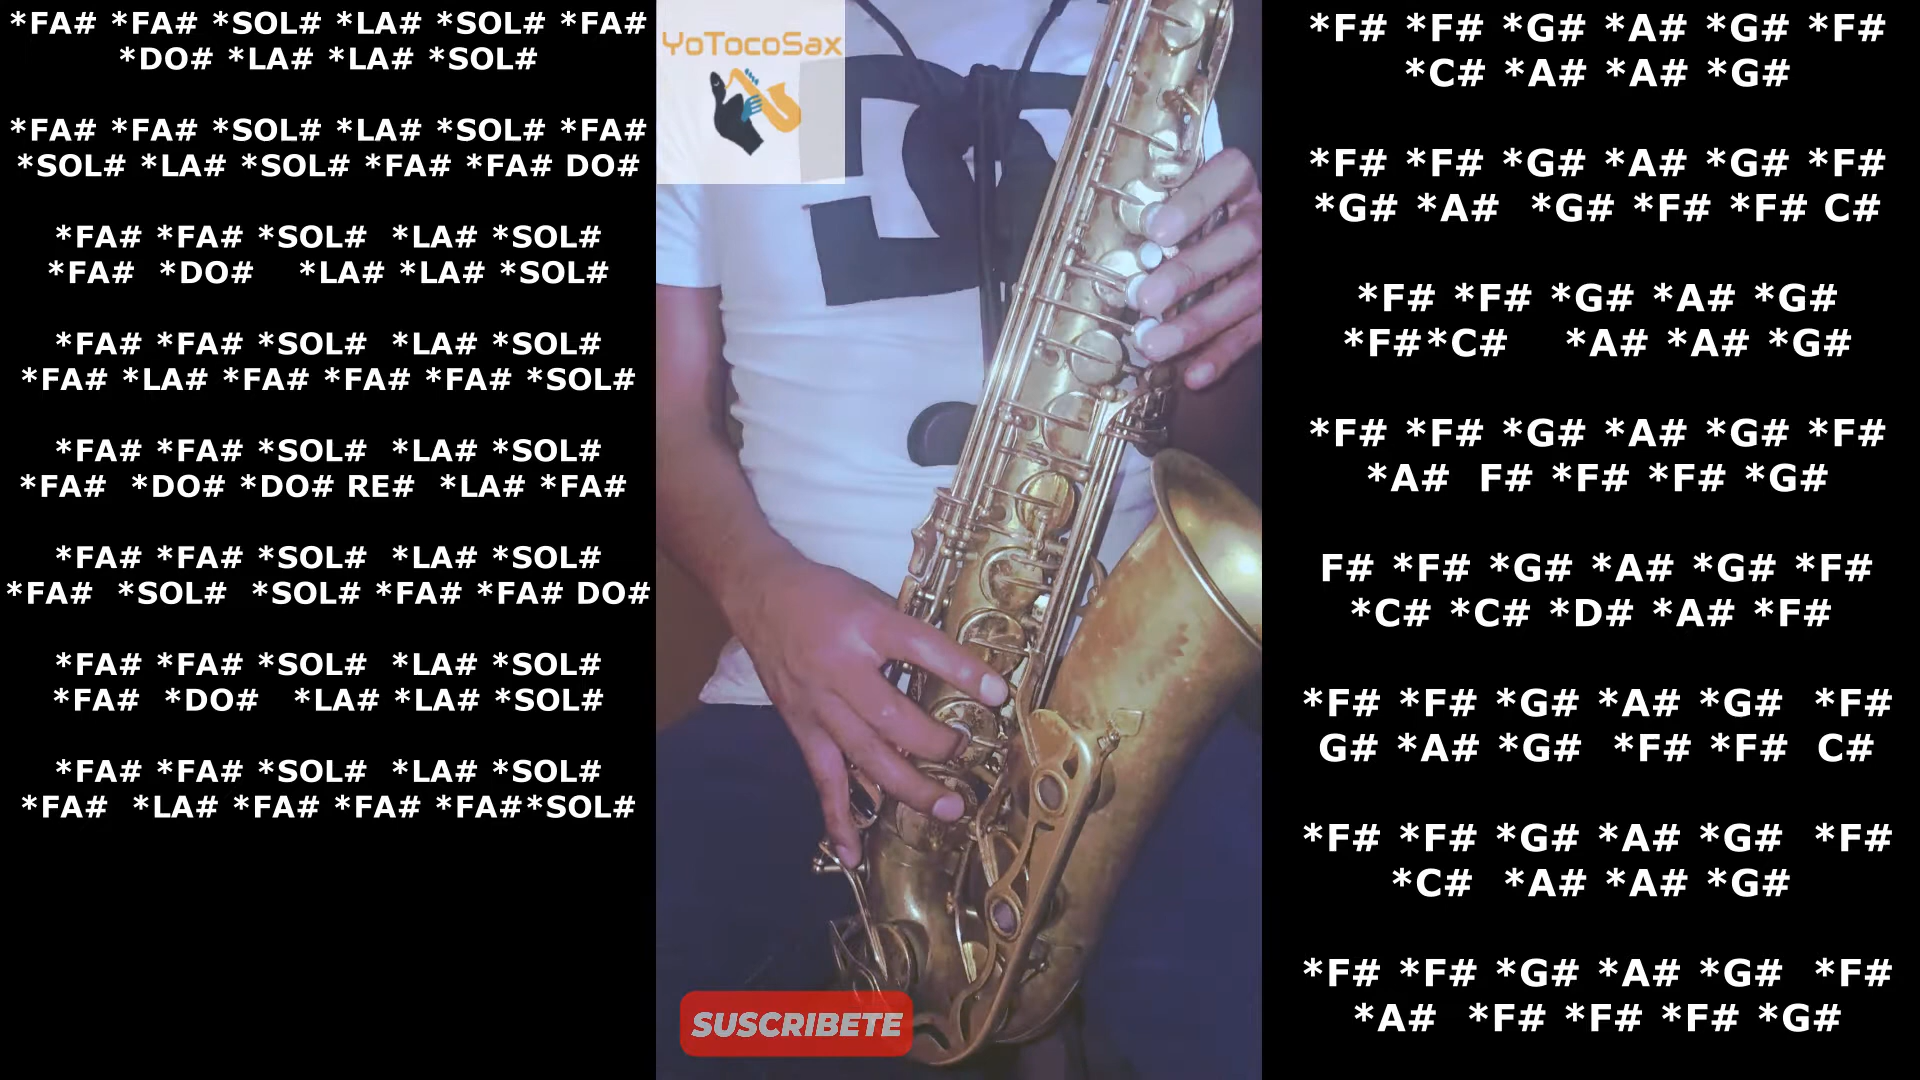 *FA# *FA# *SOL# *LA# *SOL# *FA#
*DO# *LA# *LA# *SOL#
*FA# *FA# *SOL# *LA# *SOL# *FA#
*SOL# *LA# *SOL# *FA# *FA# DO#
*FA# *FA# *SOL# *LA# *SOL#
*FA# *DO# *LA# *LA# *SOL#
*FA# *FA# *SOL# *LA# *SOL#
*FA# *LA# *FA# *FA# *FA# *SOL#
*FA# *FA# *SOL# *LA# *SOL#
*FA# *DO# *DO# RE# *LA# *FA#
*FA# *FA# *SOL# *LA# *SOL#
*FA# *SOL# *SOL# *FA# *FA# DO#
*FA# *FA# *SOL# *LA# *SOL#
*FA# *DO# *LA# *LA# *SOL#
*FA# *FA# *SOL# *LA# *SOL#
*FA# *LA# *FA# *FA# *FA#*SOL#
YoTocoSax
SUSCRIBETE
*F# *F# *G# *A# *G# *F#
*C# *A# *A# *G#
*F# *F# *G# *A# *G# *F#
*G# *A# *G# *F# *F# C#
*F# *F# *G# *A# *G#
*F#*C# *A# *A# *G#
*F# *F# *G# *A# *G# *F#
*A# F# *F# *F# *G#
F# *F# *G# *A# *G# *F#
*C# *C# *D# *A# *F#
*F# *F# *G# *A# *G# *F#
G# *A# *G# *F# *F# C#
*F# *F# *G# *A# *G# *F#
*C# *A# *A# *G#
*F# *F# *G# *A# *G# *F#
*A# *F# *F# *F# *G#